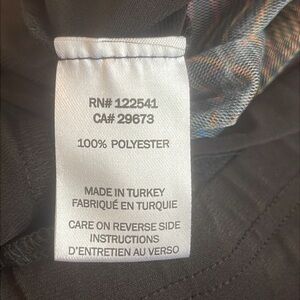 RN# 122541
CA# 29673
100% POLYESTER
MADE IN TURKEY
FABRIQUÉ EN TURQUIE
CARE ON REVERSE SIDE
INSTRUCTIONS
D'ENTRETIEN AU VERSO